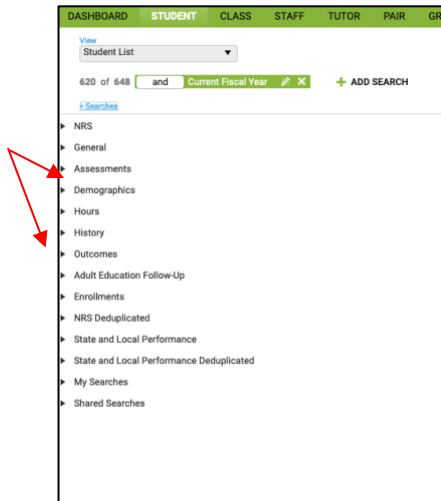 DASHBOARD STUDENT CLASS STAFF TUTOR PAIR GR
View
Student List
620 of 648 and Current Fiscal Year + ADD SEARCH
< Searches
NRS
General
Assessments
Demographics
Hours
History
Outcomes
Adult Education Follow-Up
Enrollments
NRS Deduplicated
State and Local Performance
State and Local Performance Deduplicated
My Searches
Shared Searches